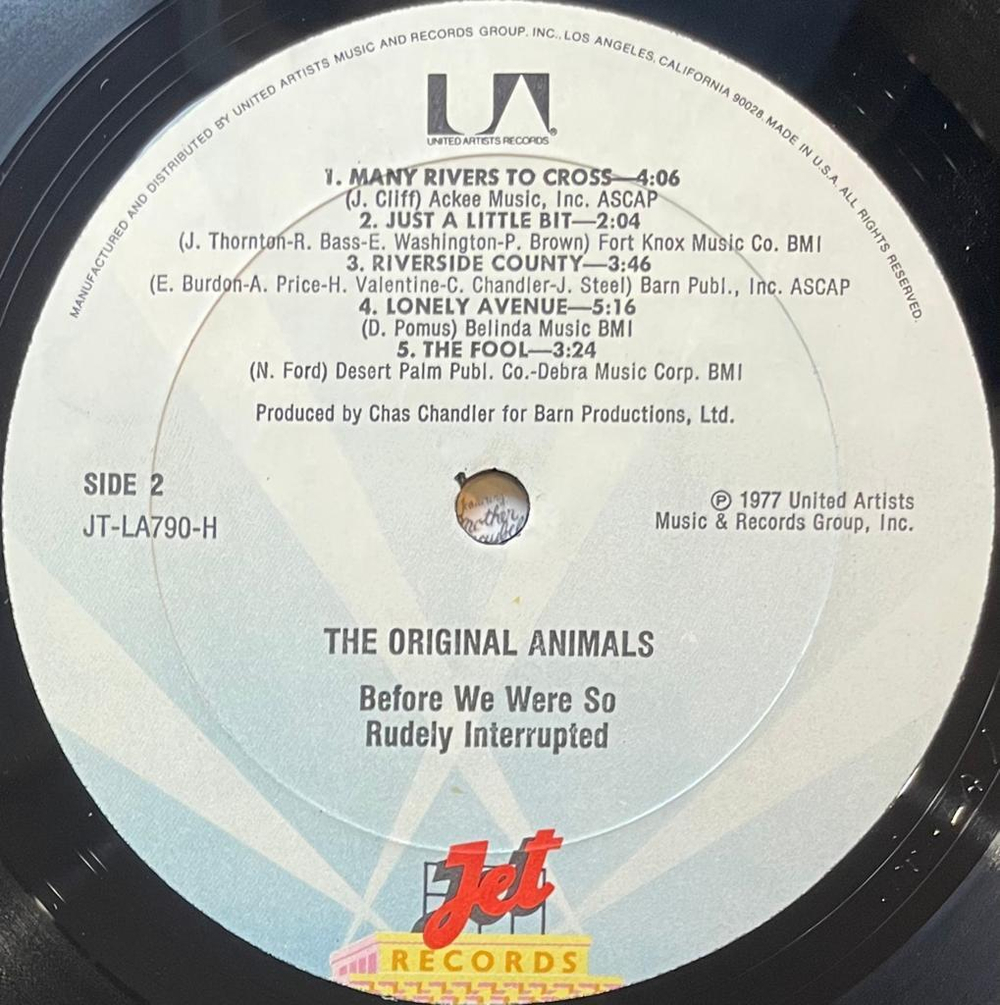 MANUFACTURED AND DISTRIBUTED BY UNITED ARTISTS MUSIC AND RECORDS GROUP, INC., LOS ANGELES, CALIFORNIA 90028. MADE IN U.S.A. ALL RIGHTS RESERVED.
UA
UNITED ARTISTS RECORDS®
1. MANY RIVERS TO CROSS—4:06
(J. Cliff) Ackee Music, Inc. ASCAP
2. JUST A LITTLE BIT—2:04
(J. Thornton-R. Bass-E. Washington-P. Brown) Fort Knox Music Co. BMI
3. RIVERSIDE COUNTY—3:46
(E. Burdon-A. Price-H. Valentine-C. Chandler-J. Steel) Barn Publ., Inc. ASCAP
4. LONELY AVENUE—5:16
(D. Pomus) Belinda Music BMI
5. THE FOOL—3:24
(N. Ford) Desert Palm Publ. Co.-Debra Music Corp. BMI
Produced by Chas Chandler for Barn Productions, Ltd.
SIDE 2
JT-LA790-H
℗ 1977 United Artists
Music & Records Group, Inc.
THE ORIGINAL ANIMALS
Before We Were So
Rudely Interrupted
Jet
RECORDS